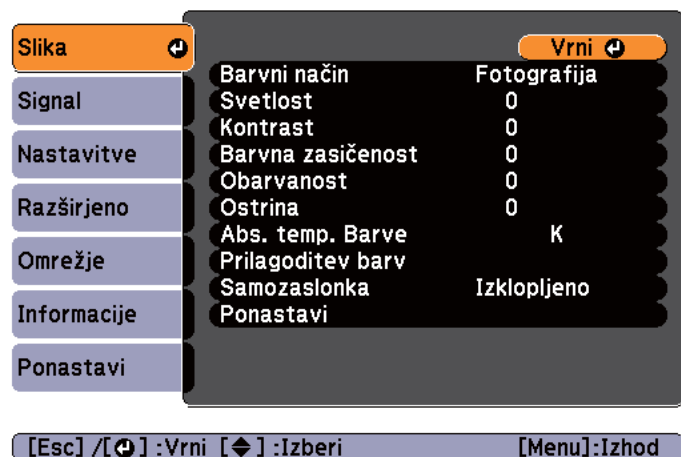 Slika
Signal
Nastavitve
Razširjeno
Omrežje
Informacije
Ponastavi
Vrni
Barvni način Fotografija
Svetlost 0
Kontrast 0
Barvna zasičenost 0
Obarvanost 0
Ostrina 0
Abs. temp. Barve K
Prilagoditev barv
Samozaslonka Izklopljeno
Ponastavi
[Esc] /[ ] :Vrni [ ] :Izberi [Menu]:Izhod